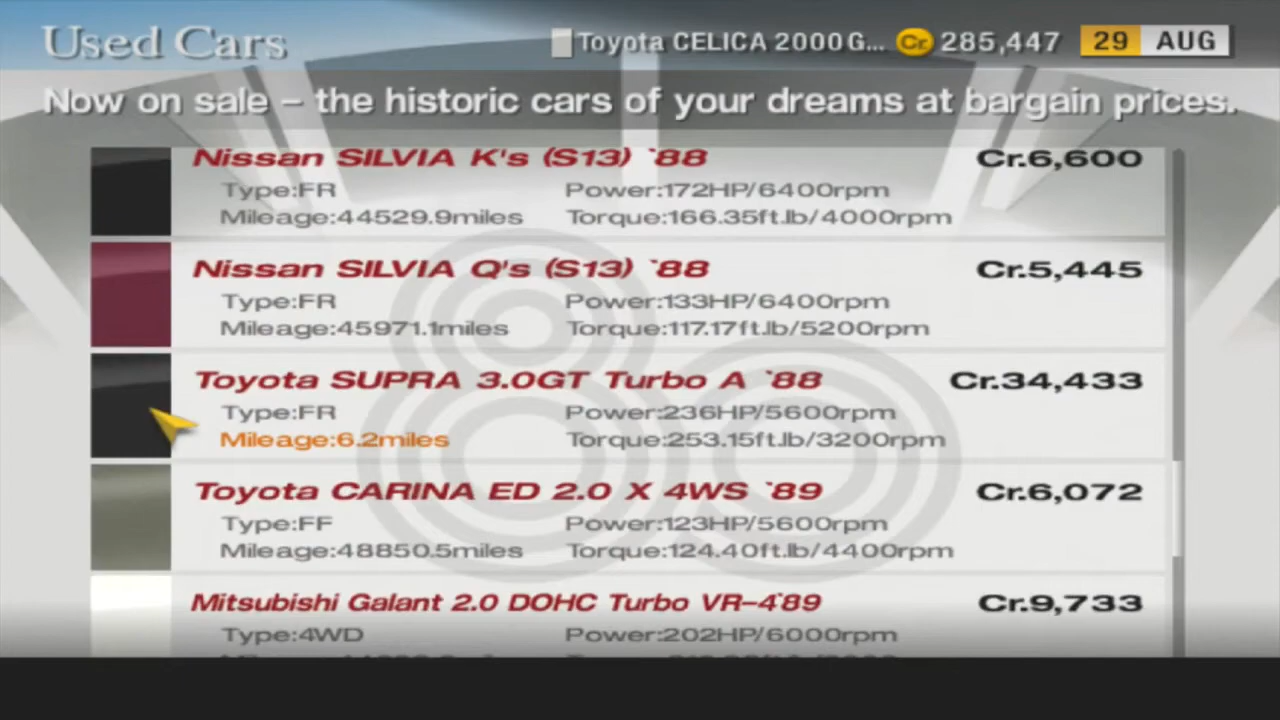 Used Cars
Toyota CELICA 2000G... Cr 285,447 29 AUG
Now on sale - the historic cars of your dreams at bargain prices.
Nissan SILVIA K's (S13) `88 Cr.6,600
Type:FR Power:172HP/6400rpm
Mileage:44529.9miles Torque:166.35ft.lb/4000rpm
Nissan SILVIA Q's (S13) `88 Cr.5,445
Type:FR Power:133HP/6400rpm
Mileage:45971.1miles Torque:117.17ft.lb/5200rpm
Toyota SUPRA 3.0GT Turbo A `88 Cr.34,433
Type:FR Power:236HP/5600rpm
Mileage:6.2miles Torque:253.15ft.lb/3200rpm
Toyota CARINA ED 2.0 X 4WS `89 Cr.6,072
Type:FF Power:123HP/5600rpm
Mileage:48850.5miles Torque:124.40ft.lb/4400rpm
Mitsubishi Galant 2.0 DOHC Turbo VR-4`89 Cr.9,733
Type:4WD Power:202HP/6000rpm